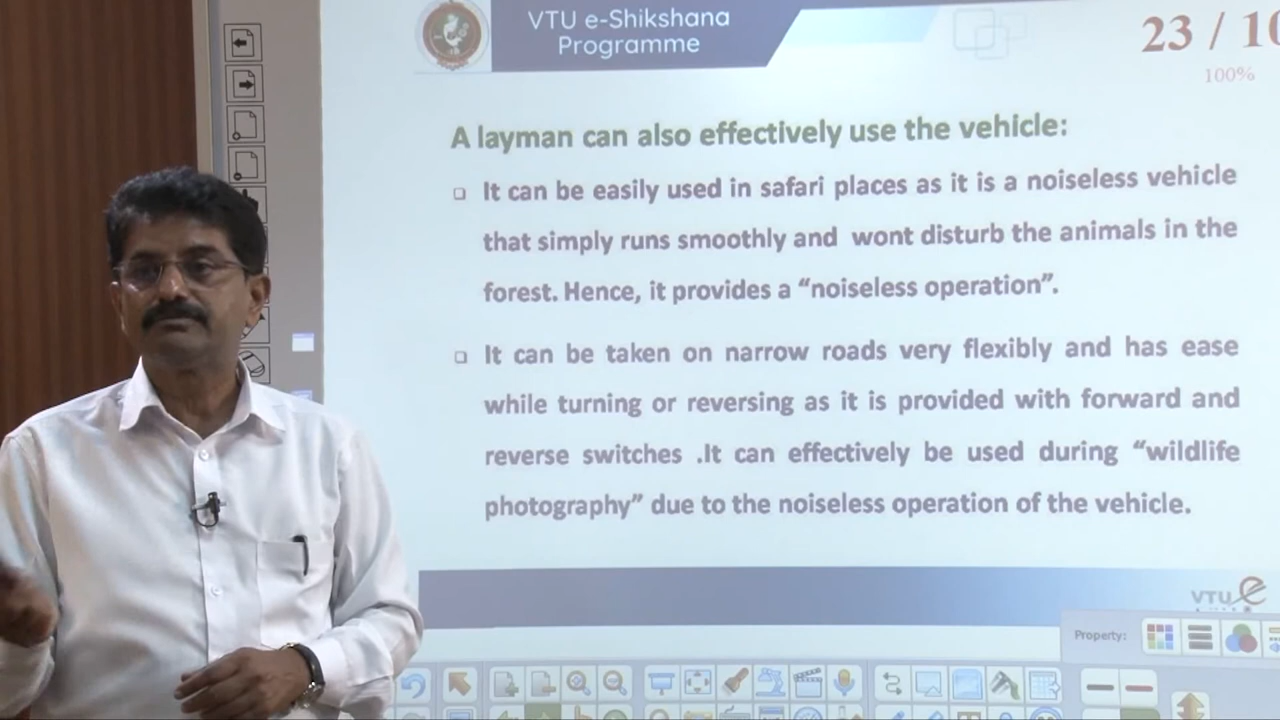 VTU e-Shikshana
Programme
23 / 10
100%
A layman can also effectively use the vehicle:
It can be easily used in safari places as it is a noiseless vehicle
that simply runs smoothly and wont disturb the animals in the
forest. Hence, it provides a “noiseless operation”.
It can be taken on narrow roads very flexibly and has ease
while turning or reversing as it is provided with forward and
reverse switches .It can effectively be used during “wildlife
photography” due to the noiseless operation of the vehicle.
VTU e
Property: